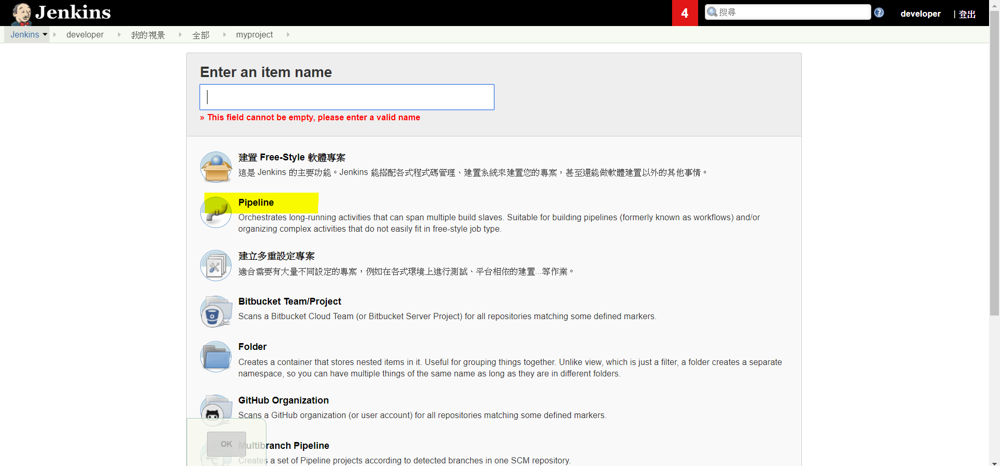 Jenkins
4
搜尋
?
developer
| 登出
Jenkins
developer
我的視景
全部
myproject
Enter an item name
» This field cannot be empty, please enter a valid name
建置 Free-Style 軟體專案
這是 Jenkins 的主要功能。Jenkins 能搭配各式程式碼管理、建置系統來建置您的專案，甚至還能做軟體建置以外的其他事情。
Pipeline
Orchestrates long-running activities that can span multiple build slaves. Suitable for building pipelines (formerly known as workflows) and/or
organizing complex activities that do not easily fit in free-style job type.
建立多重設定專案
適合需要有大量不同設定的專案，例如在各式環境上進行測試、平台相依的建置...等作業。
Bitbucket Team/Project
Scans a Bitbucket Cloud Team (or Bitbucket Server Project) for all repositories matching some defined markers.
Folder
Creates a container that stores nested items in it. Useful for grouping things together. Unlike view, which is just a filter, a folder creates a separate
namespace, so you can have multiple things of the same name as long as they are in different folders.
GitHub Organization
Scans a GitHub organization (or user account) for all repositories matching some defined markers.
OK
Multibranch Pipeline
Creates a set of Pipeline projects according to detected branches in one SCM repository.